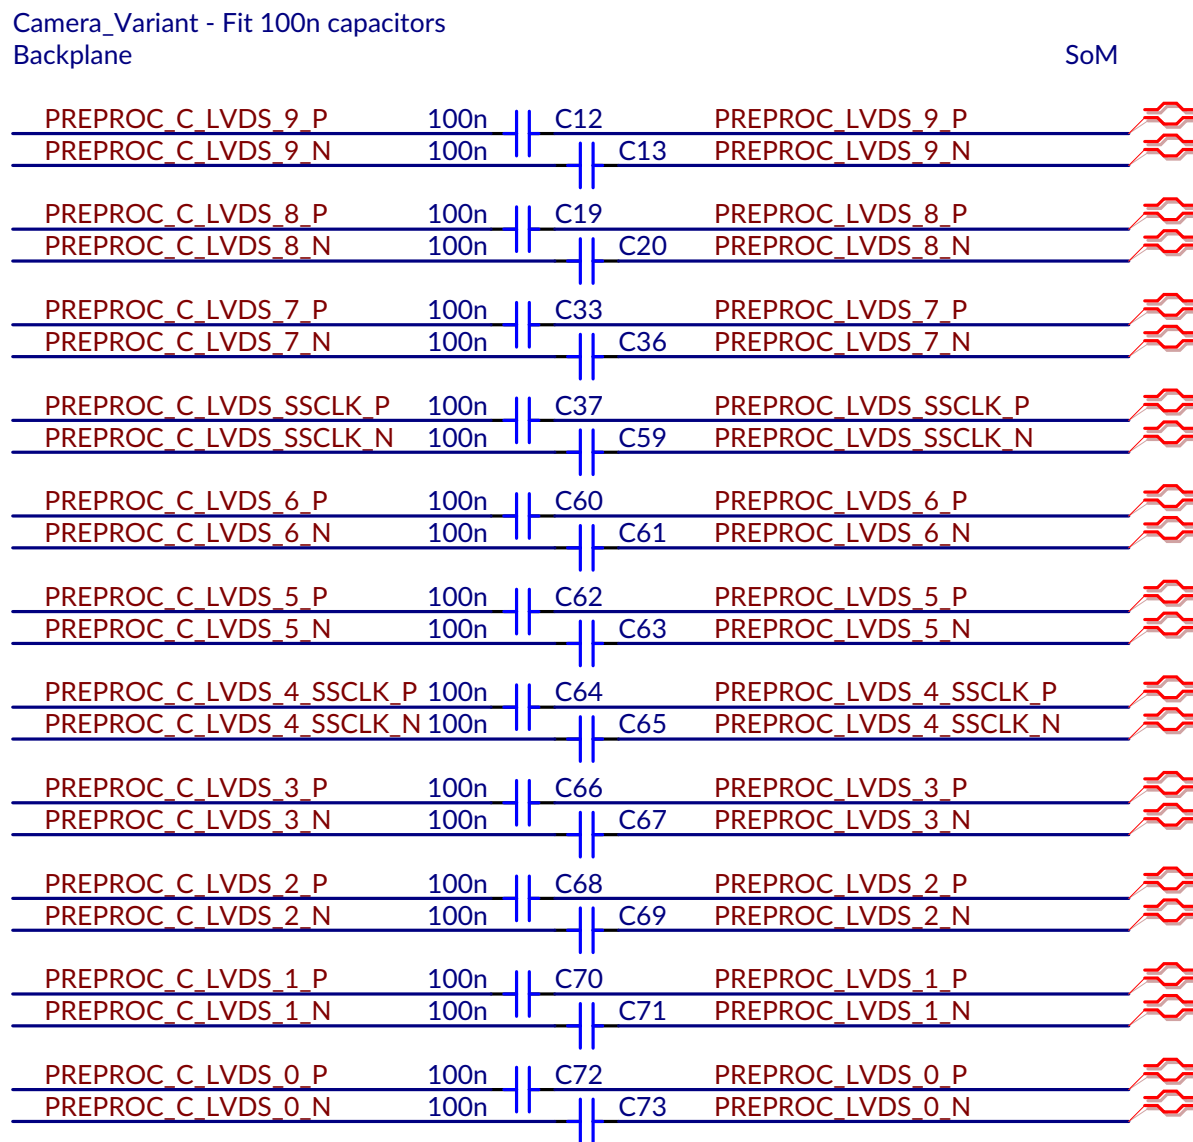 Camera_Variant - Fit 100n capacitors
Backplane SoM
PREPROC_C_LVDS_9_P 100n C12 PREPROC_LVDS_9_P
PREPROC_C_LVDS_9_N 100n C13 PREPROC_LVDS_9_N
PREPROC_C_LVDS_8_P 100n C19 PREPROC_LVDS_8_P
PREPROC_C_LVDS_8_N 100n C20 PREPROC_LVDS_8_N
PREPROC_C_LVDS_7_P 100n C33 PREPROC_LVDS_7_P
PREPROC_C_LVDS_7_N 100n C36 PREPROC_LVDS_7_N
PREPROC_C_LVDS_SSCLK_P 100n C37 PREPROC_LVDS_SSCLK_P
PREPROC_C_LVDS_SSCLK_N 100n C59 PREPROC_LVDS_SSCLK_N
PREPROC_C_LVDS_6_P 100n C60 PREPROC_LVDS_6_P
PREPROC_C_LVDS_6_N 100n C61 PREPROC_LVDS_6_N
PREPROC_C_LVDS_5_P 100n C62 PREPROC_LVDS_5_P
PREPROC_C_LVDS_5_N 100n C63 PREPROC_LVDS_5_N
PREPROC_C_LVDS_4_SSCLK_P 100n C64 PREPROC_LVDS_4_SSCLK_P
PREPROC_C_LVDS_4_SSCLK_N 100n C65 PREPROC_LVDS_4_SSCLK_N
PREPROC_C_LVDS_3_P 100n C66 PREPROC_LVDS_3_P
PREPROC_C_LVDS_3_N 100n C67 PREPROC_LVDS_3_N
PREPROC_C_LVDS_2_P 100n C68 PREPROC_LVDS_2_P
PREPROC_C_LVDS_2_N 100n C69 PREPROC_LVDS_2_N
PREPROC_C_LVDS_1_P 100n C70 PREPROC_LVDS_1_P
PREPROC_C_LVDS_1_N 100n C71 PREPROC_LVDS_1_N
PREPROC_C_LVDS_0_P 100n C72 PREPROC_LVDS_0_P
PREPROC_C_LVDS_0_N 100n C73 PREPROC_LVDS_0_N